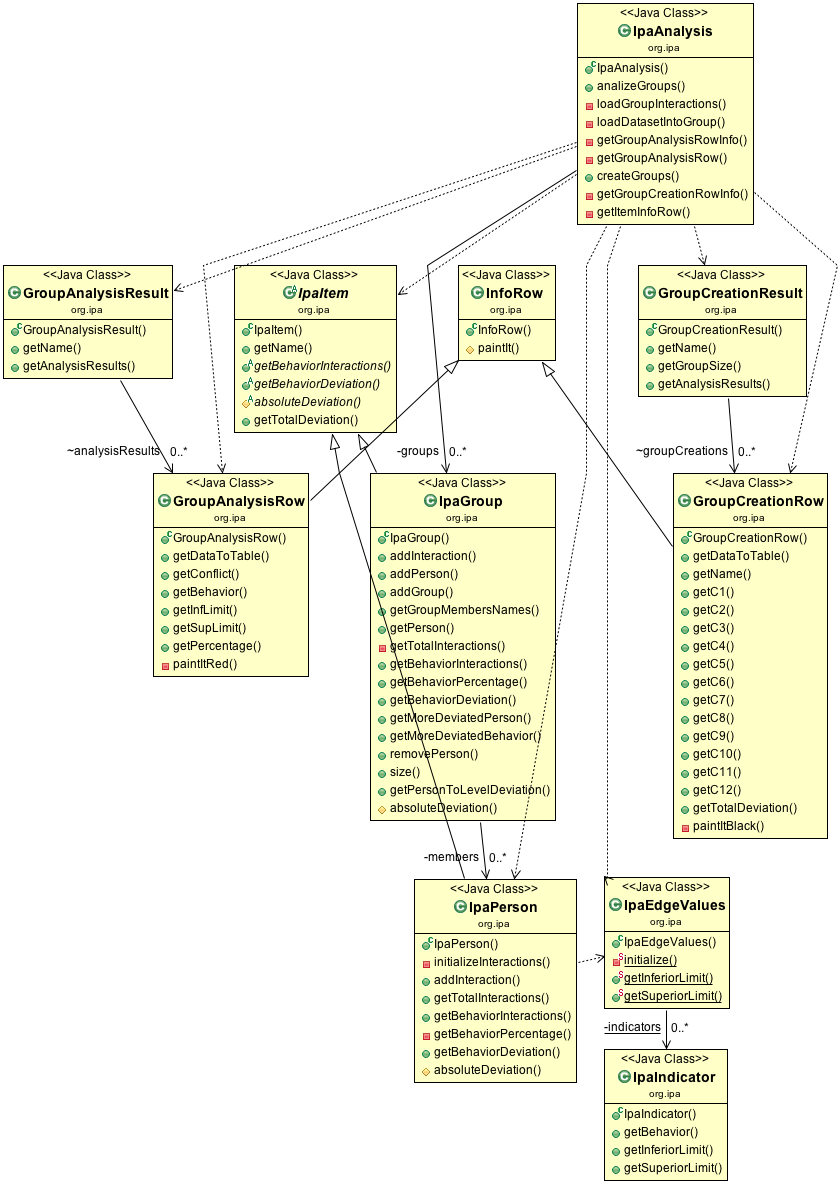 <<Java Class>>
IpaAnalysis
org.ipa
IpaAnalysis()
analizeGroups()
loadGroupInteractions()
loadDatasetIntoGroup()
getGroupAnalysisRowInfo()
getGroupAnalysisRow()
createGroups()
getGroupCreationRowInfo()
getItemInfoRow()
<<Java Class>>
GroupAnalysisResult
org.ipa
GroupAnalysisResult()
getName()
getAnalysisResults()
<<Java Class>>
IpaItem
org.ipa
IpaItem()
getName()
getBehaviorInteractions()
getBehaviorDeviation()
absoluteDeviation()
getTotalDeviation()
<<Java Class>>
InfoRow
org.ipa
InfoRow()
paintIt()
<<Java Class>>
GroupCreationResult
org.ipa
GroupCreationResult()
getName()
getGroupSize()
getAnalysisResults()
~analysisResults 0..*
-groups 0..*
~groupCreations 0..*
<<Java Class>>
GroupAnalysisRow
org.ipa
GroupAnalysisRow()
getDataToTable()
getConflict()
getBehavior()
getInfLimit()
getSupLimit()
getPercentage()
paintItRed()
<<Java Class>>
IpaGroup
org.ipa
IpaGroup()
addInteraction()
addPerson()
addGroup()
getGroupMembersNames()
getPerson()
getTotalInteractions()
getBehaviorInteractions()
getBehaviorPercentage()
getBehaviorDeviation()
getMoreDeviatedPerson()
getMoreDeviatedBehavior()
removePerson()
size()
getPersonToLevelDeviation()
absoluteDeviation()
<<Java Class>>
GroupCreationRow
org.ipa
GroupCreationRow()
getDataToTable()
getName()
getC1()
getC2()
getC3()
getC4()
getC5()
getC6()
getC7()
getC8()
getC9()
getC10()
getC11()
getC12()
getTotalDeviation()
paintItBlack()
-members 0..*
<<Java Class>>
IpaPerson
org.ipa
IpaPerson()
initializeInteractions()
addInteraction()
getTotalInteractions()
getBehaviorInteractions()
getBehaviorPercentage()
getBehaviorDeviation()
absoluteDeviation()
<<Java Class>>
IpaEdgeValues
org.ipa
IpaEdgeValues()
initialize()
getInferiorLimit()
getSuperiorLimit()
-indicators 0..*
<<Java Class>>
IpaIndicator
org.ipa
IpaIndicator()
getBehavior()
getInferiorLimit()
getSuperiorLimit()